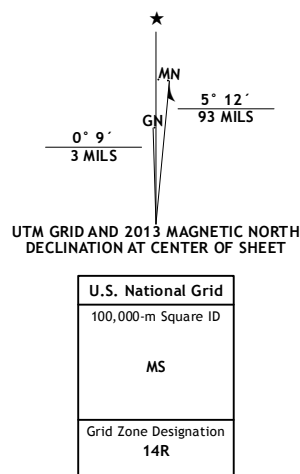 MN
GN
5° 12´
93 MILS
0° 9´
3 MILS
UTM GRID AND 2013 MAGNETIC NORTH
DECLINATION AT CENTER OF SHEET
U.S. National Grid
100,000-m Square ID
MS
Grid Zone Designation
14R